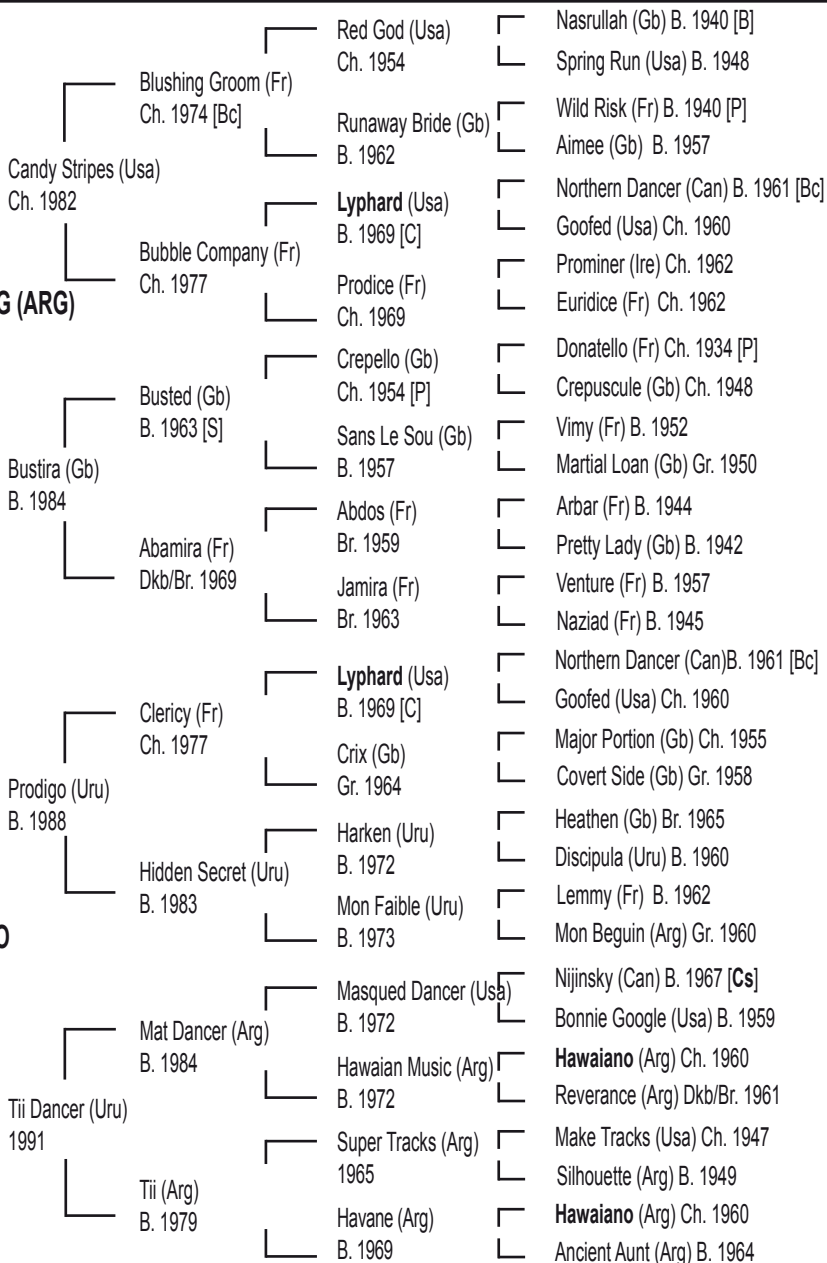 G (ARG)
O
Candy Stripes (Usa)
Ch. 1982
Bustira (Gb)
B. 1984
Prodigo (Uru)
B. 1988
Tii Dancer (Uru)
1991
Blushing Groom (Fr)
Ch. 1974 [Bc]
Bubble Company (Fr)
Ch. 1977
Busted (Gb)
B. 1963 [S]
Abamira (Fr)
Dkb/Br. 1969
Clericy (Fr)
Ch. 1977
Hidden Secret (Uru)
B. 1983
Mat Dancer (Arg)
B. 1984
Tii (Arg)
B. 1979
Red God (Usa)
Ch. 1954
Runaway Bride (Gb)
B. 1962
Lyphard (Usa)
B. 1969 [C]
Prodice (Fr)
Ch. 1969
Crepello (Gb)
Ch. 1954 [P]
Sans Le Sou (Gb)
B. 1957
Abdos (Fr)
Br. 1959
Jamira (Fr)
Br. 1963
Lyphard (Usa)
B. 1969 [C]
Crix (Gb)
Gr. 1964
Harken (Uru)
B. 1972
Mon Faible (Uru)
B. 1973
Masqued Dancer (Usa)
B. 1972
Hawaian Music (Arg)
B. 1972
Super Tracks (Arg)
1965
Havane (Arg)
B. 1969
Nasrullah (Gb) B. 1940 [B]
Spring Run (Usa) B. 1948
Wild Risk (Fr) B. 1940 [P]
Aimee (Gb) B. 1957
Northern Dancer (Can) B. 1961 [Bc]
Goofed (Usa) Ch. 1960
Prominer (Ire) Ch. 1962
Euridice (Fr) Ch. 1962
Donatello (Fr) Ch. 1934 [P]
Crepuscule (Gb) Ch. 1948
Vimy (Fr) B. 1952
Martial Loan (Gb) Gr. 1950
Arbar (Fr) B. 1944
Pretty Lady (Gb) B. 1942
Venture (Fr) B. 1957
Naziad (Fr) B. 1945
Northern Dancer (Can)B. 1961 [Bc]
Goofed (Usa) Ch. 1960
Major Portion (Gb) Ch. 1955
Covert Side (Gb) Gr. 1958
Heathen (Gb) Br. 1965
Discipula (Uru) B. 1960
Lemmy (Fr) B. 1962
Mon Beguin (Arg) Gr. 1960
Nijinsky (Can) B. 1967 [Cs]
Bonnie Google (Usa) B. 1959
Hawaiano (Arg) Ch. 1960
Reverance (Arg) Dkb/Br. 1961
Make Tracks (Usa) Ch. 1947
Silhouette (Arg) B. 1949
Hawaiano (Arg) Ch. 1960
Ancient Aunt (Arg) B. 1964